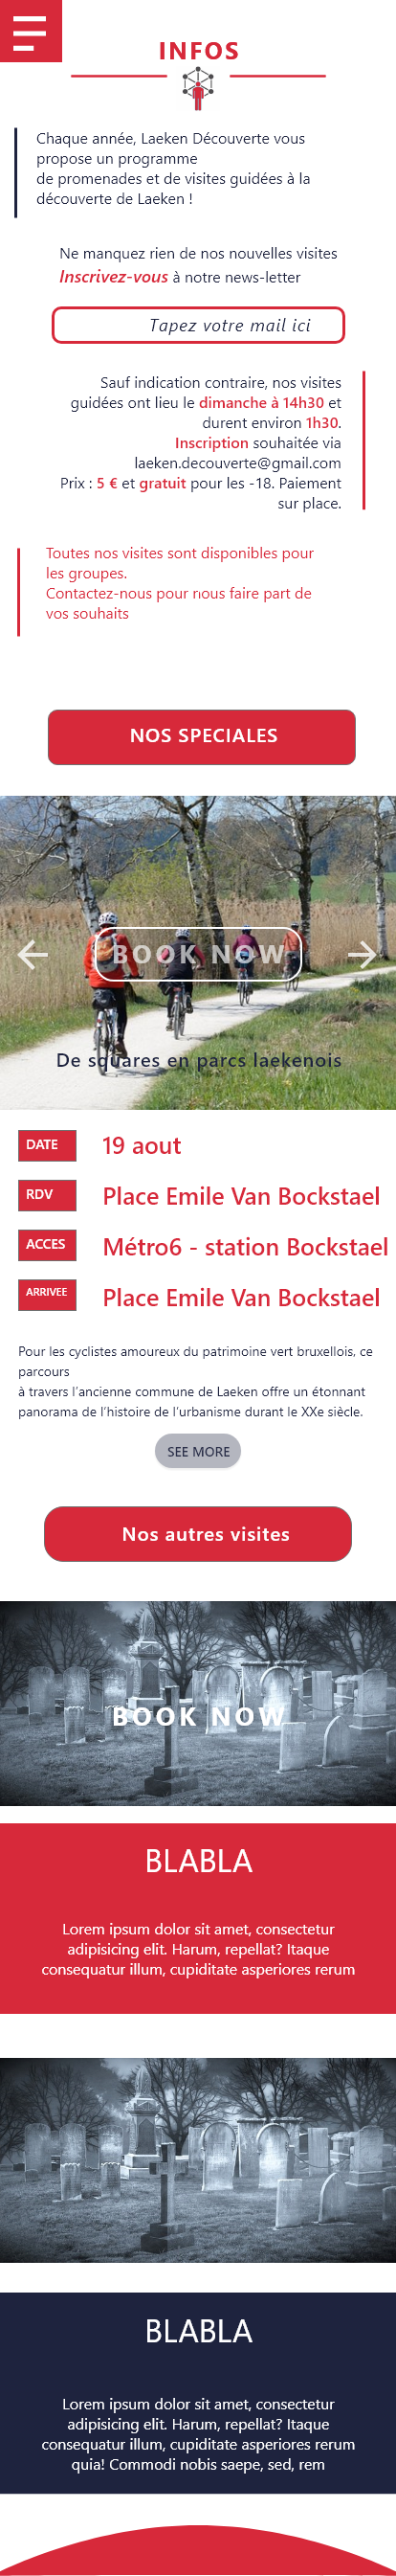 INFOS
Chaque année, Laeken Découverte vous
propose un programme
de promenades et de visites guidées à la
découverte de Laeken !
Ne manquez rien de nos nouvelles visites
Inscrivez-vous à notre news-letter
Tapez votre mail ici
Sauf indication contraire, nos visites
guidées ont lieu le dimanche à 14h30 et
durent environ 1h30.
Inscription souhaitée via
laeken.decouverte@gmail.com
Prix : 5 € et gratuit pour les -18. Paiement
sur place.
Toutes nos visites sont disponibles pour
les groupes.
Contactez-nous pour nous faire part de
vos souhaits
NOS SPECIALES
BOOK NOW
De squares en parcs laekenois
DATE 19 aout
RDV Place Emile Van Bockstael
ACCES Métro6 - station Bockstael
ARRIVEE Place Emile Van Bockstael
Pour les cyclistes amoureux du patrimoine vert bruxellois, ce
parcours
à travers l'ancienne commune de Laeken offre un étonnant
panorama de l'histoire de l'urbanisme durant le XXe siècle.
SEE MORE
Nos autres visites
BOOK NOW
BLABLA
Lorem ipsum dolor sit amet, consectetur
adipisicing elit. Harum, repellat? Itaque
consequatur illum, cupiditate asperiores rerum
BLABLA
Lorem ipsum dolor sit amet, consectetur
adipisicing elit. Harum, repellat? Itaque
consequatur illum, cupiditate asperiores rerum
quia! Commodi nobis saepe, sed, rem